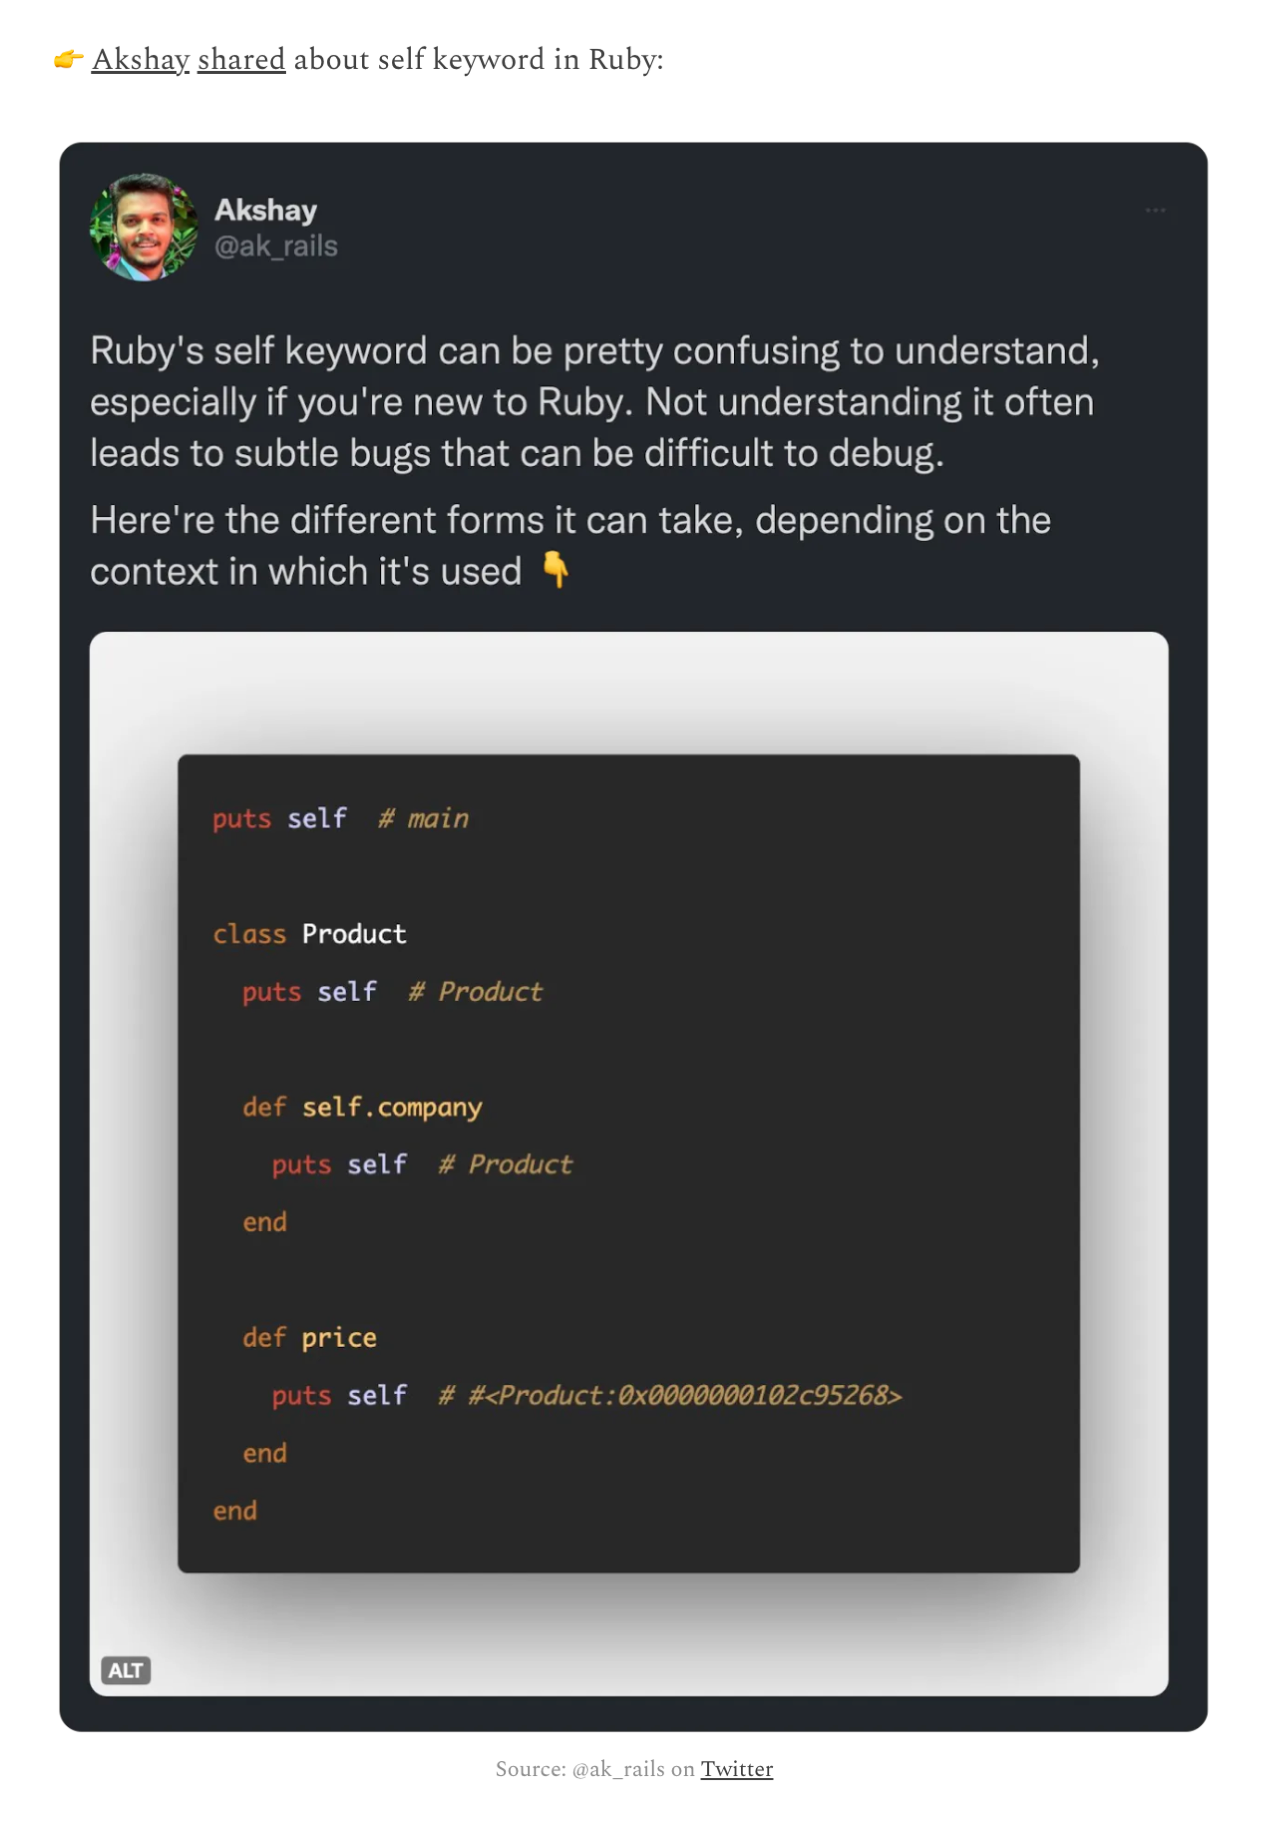 👉 Akshay shared about self keyword in Ruby:
Akshay
@ak_rails
...
Ruby's self keyword can be pretty confusing to understand,
especially if you're new to Ruby. Not understanding it often
leads to subtle bugs that can be difficult to debug.
Here're the different forms it can take, depending on the
context in which it's used 👇
puts self  # main
class Product
  puts self  # Product
  def self.company
    puts self  # Product
  end
  def price
    puts self  # #<Product:0x0000000102c95268>
  end
end
ALT
Source: @ak_rails on Twitter